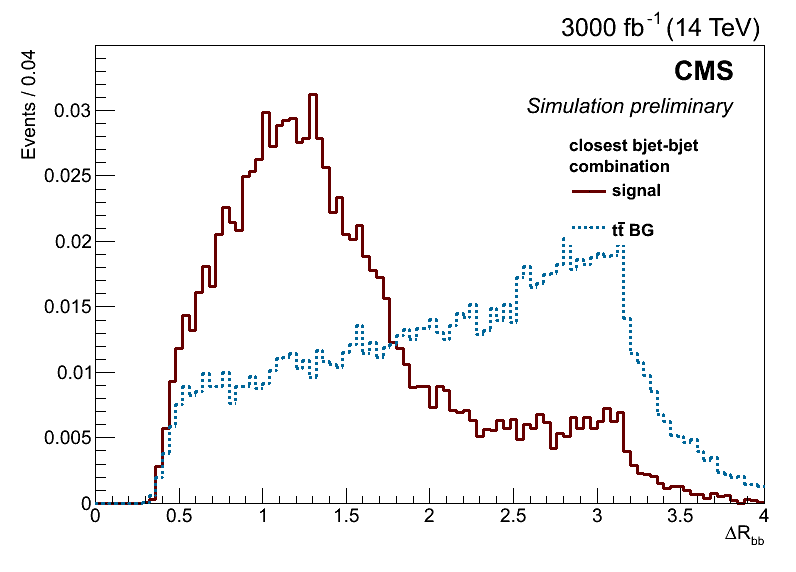 3000 fb⁻¹ (14 TeV)
CMS
Simulation preliminary
closest bjet-bjet
combination
signal
tt̄ BG
Events / 0.04
0.03
0.025
0.02
0.015
0.01
0.005
0
0 0.5 1 1.5 2 2.5 3 3.5 4
ΔR_bb